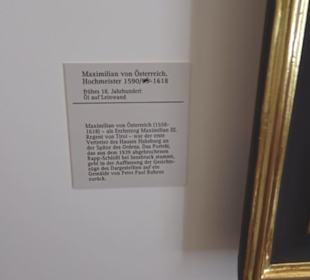 Maximilian von Österreich,
Hochmeister 1590/ -1618
frühes 18. Jahrhundert
Öl auf Leinwand
Maximilian von Österreich (1558-
1618) – als Erzherzog Maximilian III.
Regent von Tirol – war der erste
Vertreter des Hauses Habsburg an
der Spitze des Ordens. Das Porträt,
das aus dem 1939 abgebrochenen
Rapp-Schlößl bei Innsbruck stammt,
geht in der Auffassung der Gesichts-
züge des Dargestellten auf ein
Gemälde von Peter Paul Rubens
zurück.